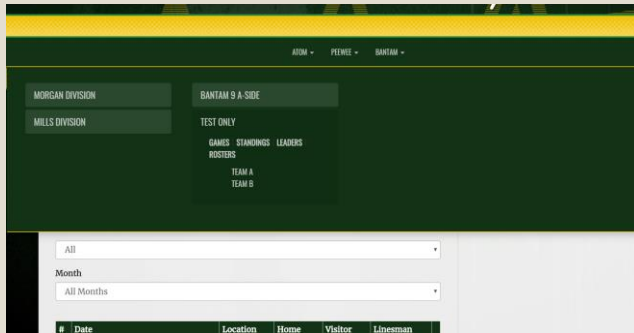 ATOM PEEWEE BANTAM
MORGAN DIVISION
MILLS DIVISION
BANTAM 9 A-SIDE
TEST ONLY
GAMES STANDINGS LEADERS
ROSTERS
TEAM A
TEAM B
All
Month
All Months
# Date Location Home Visitor Linesman